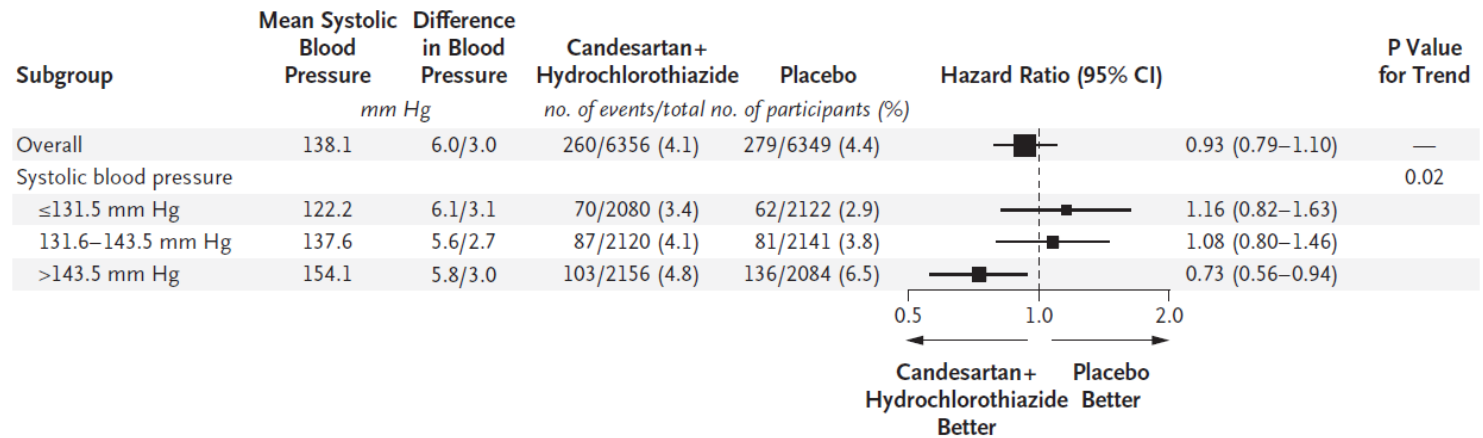 Mean Systolic Difference
Blood in Blood Candesartan+ P Value
Subgroup Pressure Pressure Hydrochlorothiazide Placebo Hazard Ratio (95% CI) for Trend
mm Hg no. of events/total no. of participants (%)
Overall 138.1 6.0/3.0 260/6356 (4.1) 279/6349 (4.4) 0.93 (0.79–1.10) —
Systolic blood pressure 0.02
≤131.5 mm Hg 122.2 6.1/3.1 70/2080 (3.4) 62/2122 (2.9) 1.16 (0.82–1.63)
131.6–143.5 mm Hg 137.6 5.6/2.7 87/2120 (4.1) 81/2141 (3.8) 1.08 (0.80–1.46)
>143.5 mm Hg 154.1 5.8/3.0 103/2156 (4.8) 136/2084 (6.5) 0.73 (0.56–0.94)
0.5 1.0 2.0
Candesartan+ Placebo
Hydrochlorothiazide Better
Better